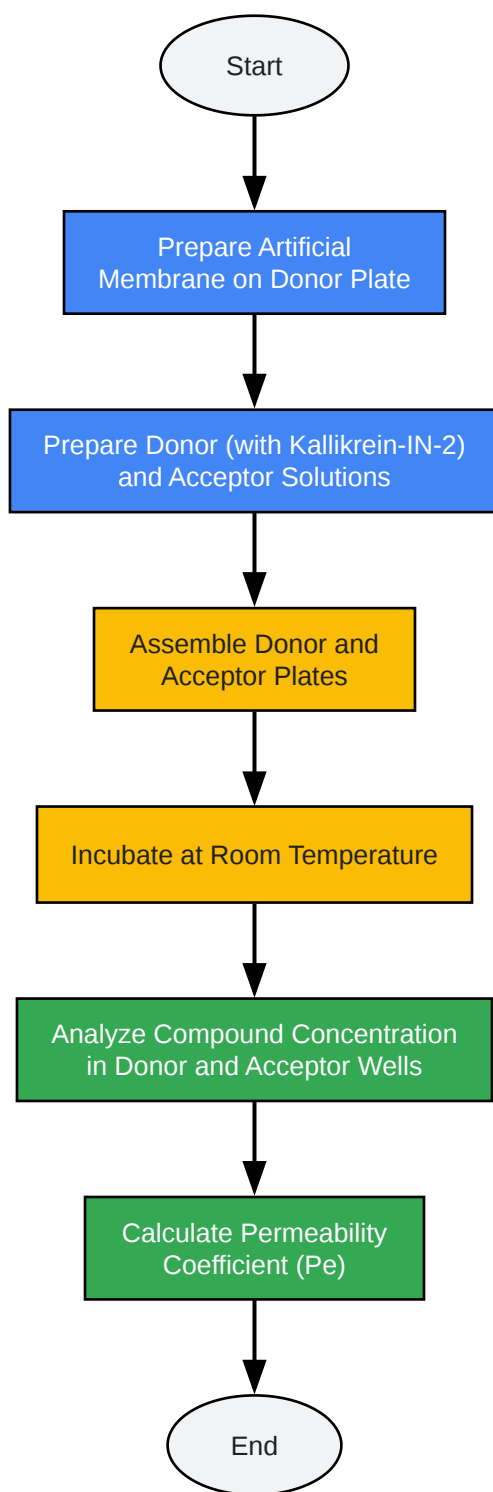 Start
Prepare Artificial
Membrane on Donor Plate
Prepare Donor (with Kallikrein-IN-2)
and Acceptor Solutions
Assemble Donor and
Acceptor Plates
Incubate at Room Temperature
Analyze Compound Concentration
in Donor and Acceptor Wells
Calculate Permeability
Coefficient (Pe)
End